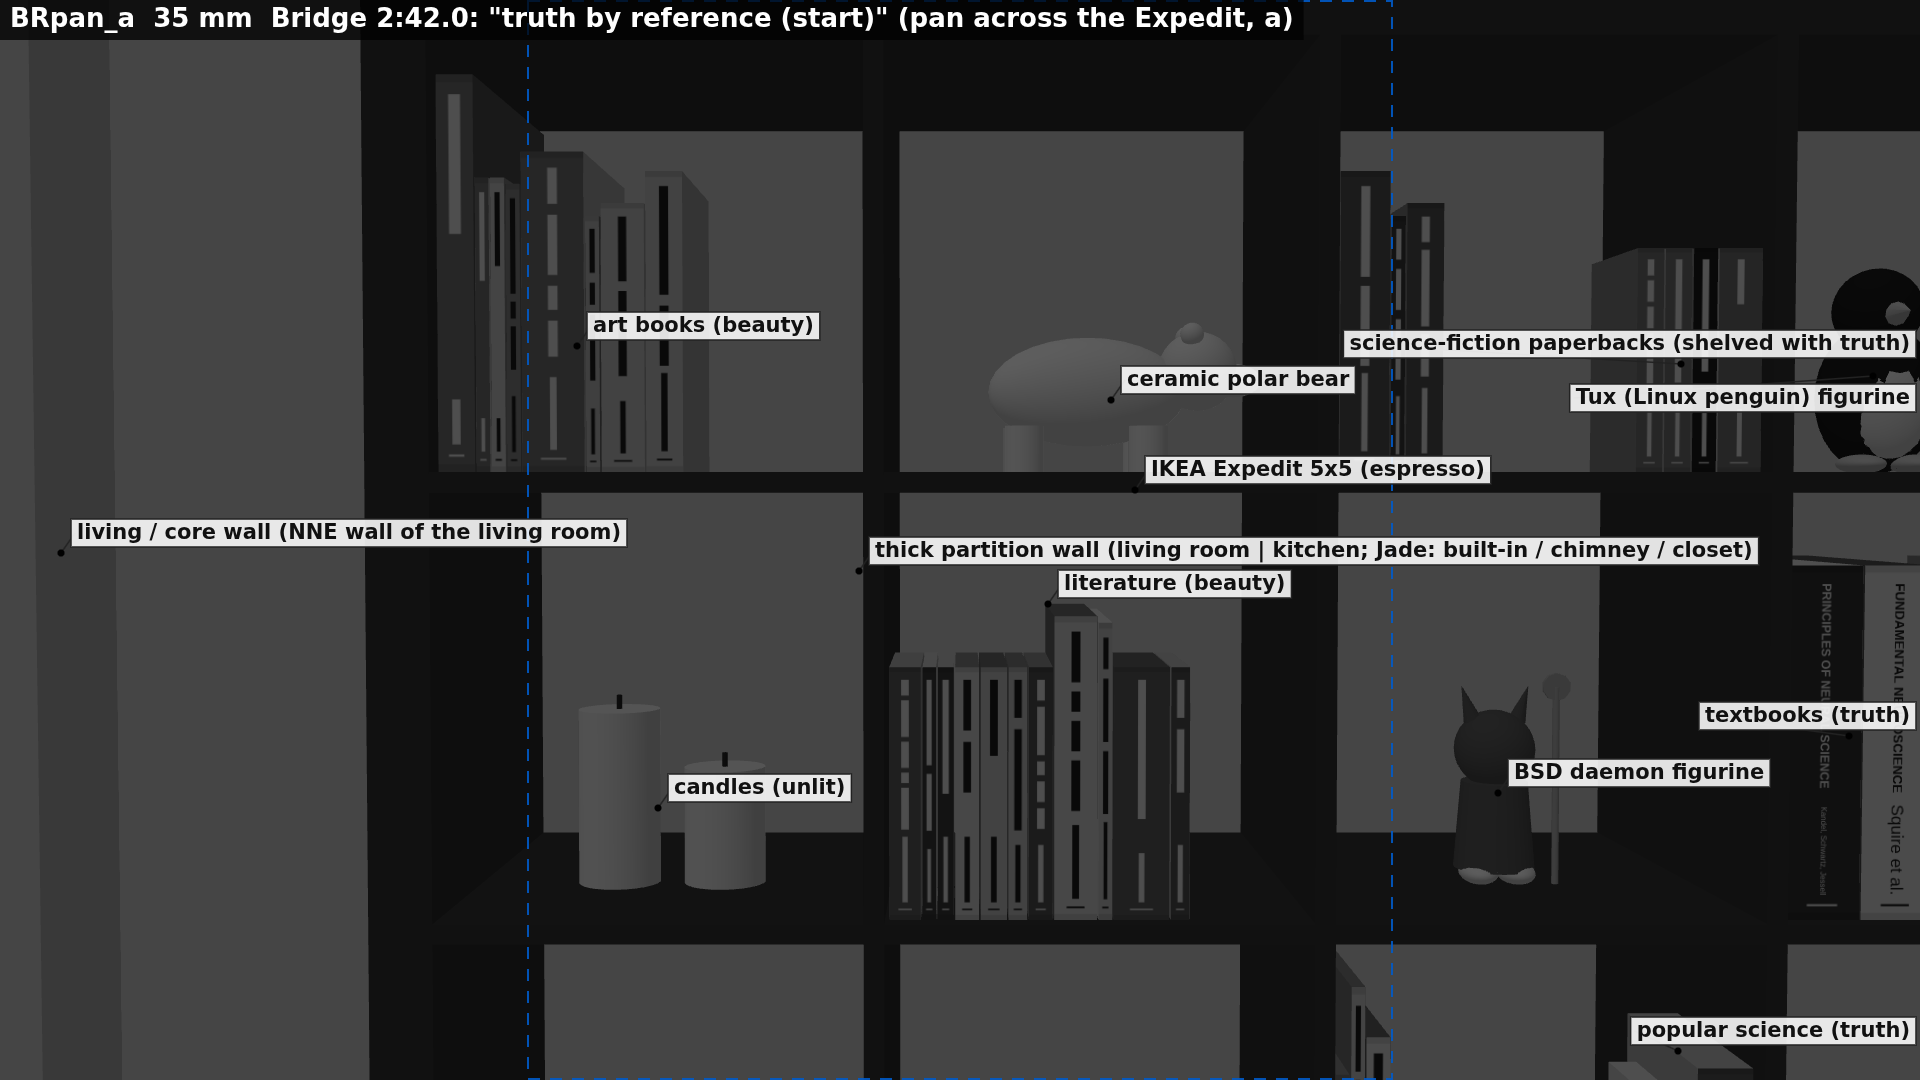 BRpan_a 35 mm Bridge 2:42.0: "truth by reference (start)" (pan across the Expedit, a)
art books (beauty)
science-fiction paperbacks (shelved with truth)
ceramic polar bear
Tux (Linux penguin) figurine
IKEA Expedit 5x5 (espresso)
living / core wall (NNE wall of the living room)
thick partition wall (living room | kitchen; Jade: built-in / chimney / closet)
literature (beauty)
textbooks (truth)
BSD daemon figurine
candles (unlit)
PRINCIPLES OF SCIENCE
Kandel, Schwartz, Jessell
FUNDAMENTAL
Squire et al.
popular science (truth)